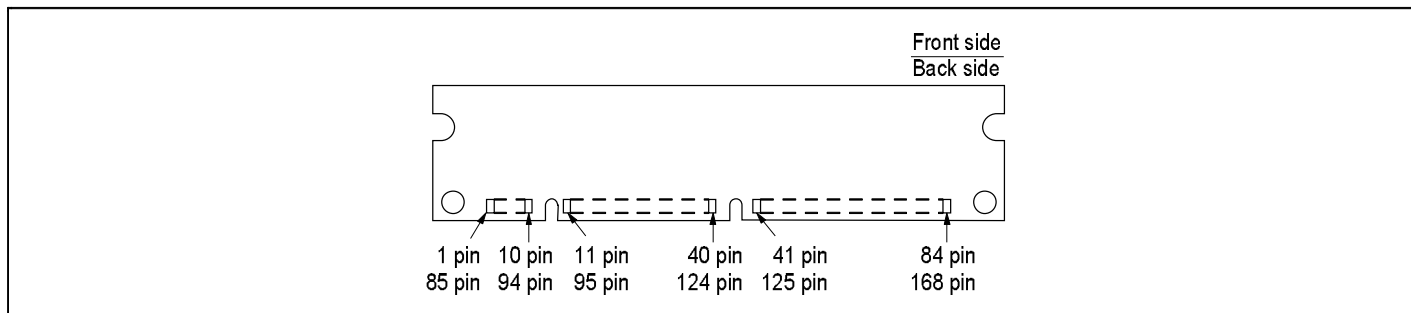 Front side
Back side
1 pin 10 pin 11 pin 40 pin 41 pin 84 pin
85 pin 94 pin 95 pin 124 pin 125 pin 168 pin